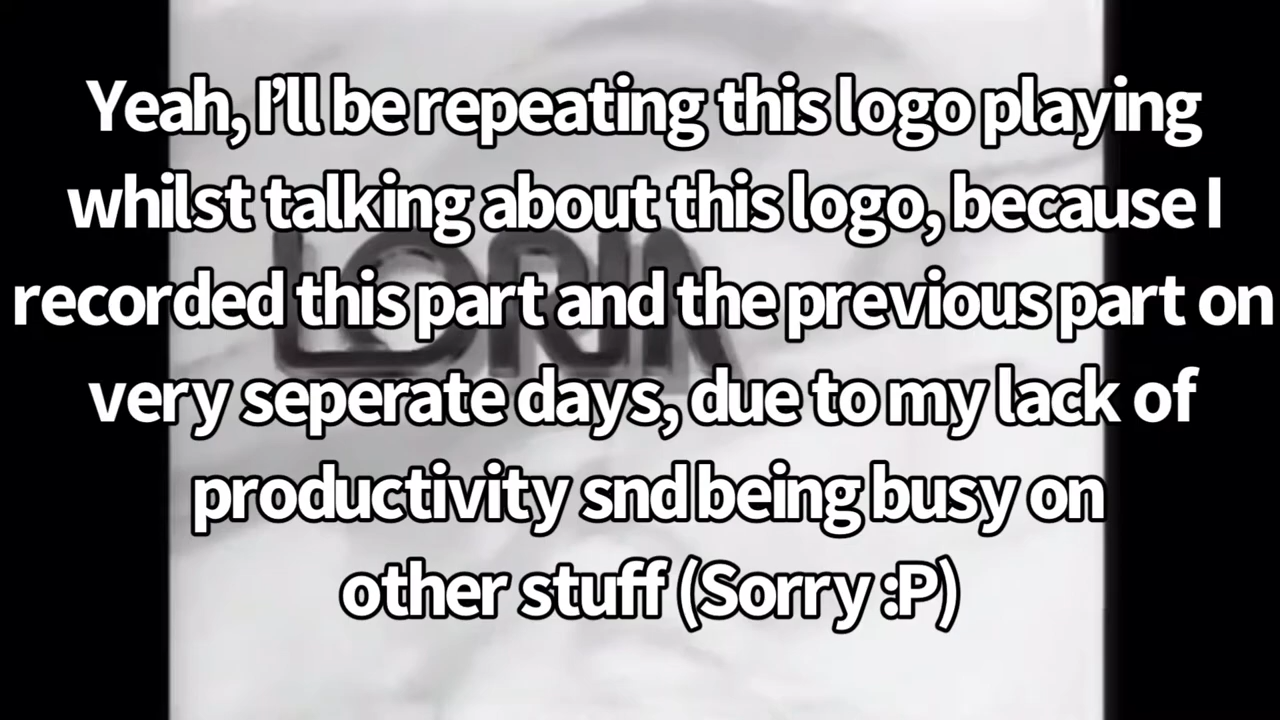 Yeah, I'll be repeating this logo playing
whilst talking about this logo, because I
recorded this part and the previous part on
very seperate days, due to my lack of
productivity snd being busy on
other stuff (Sorry :P)